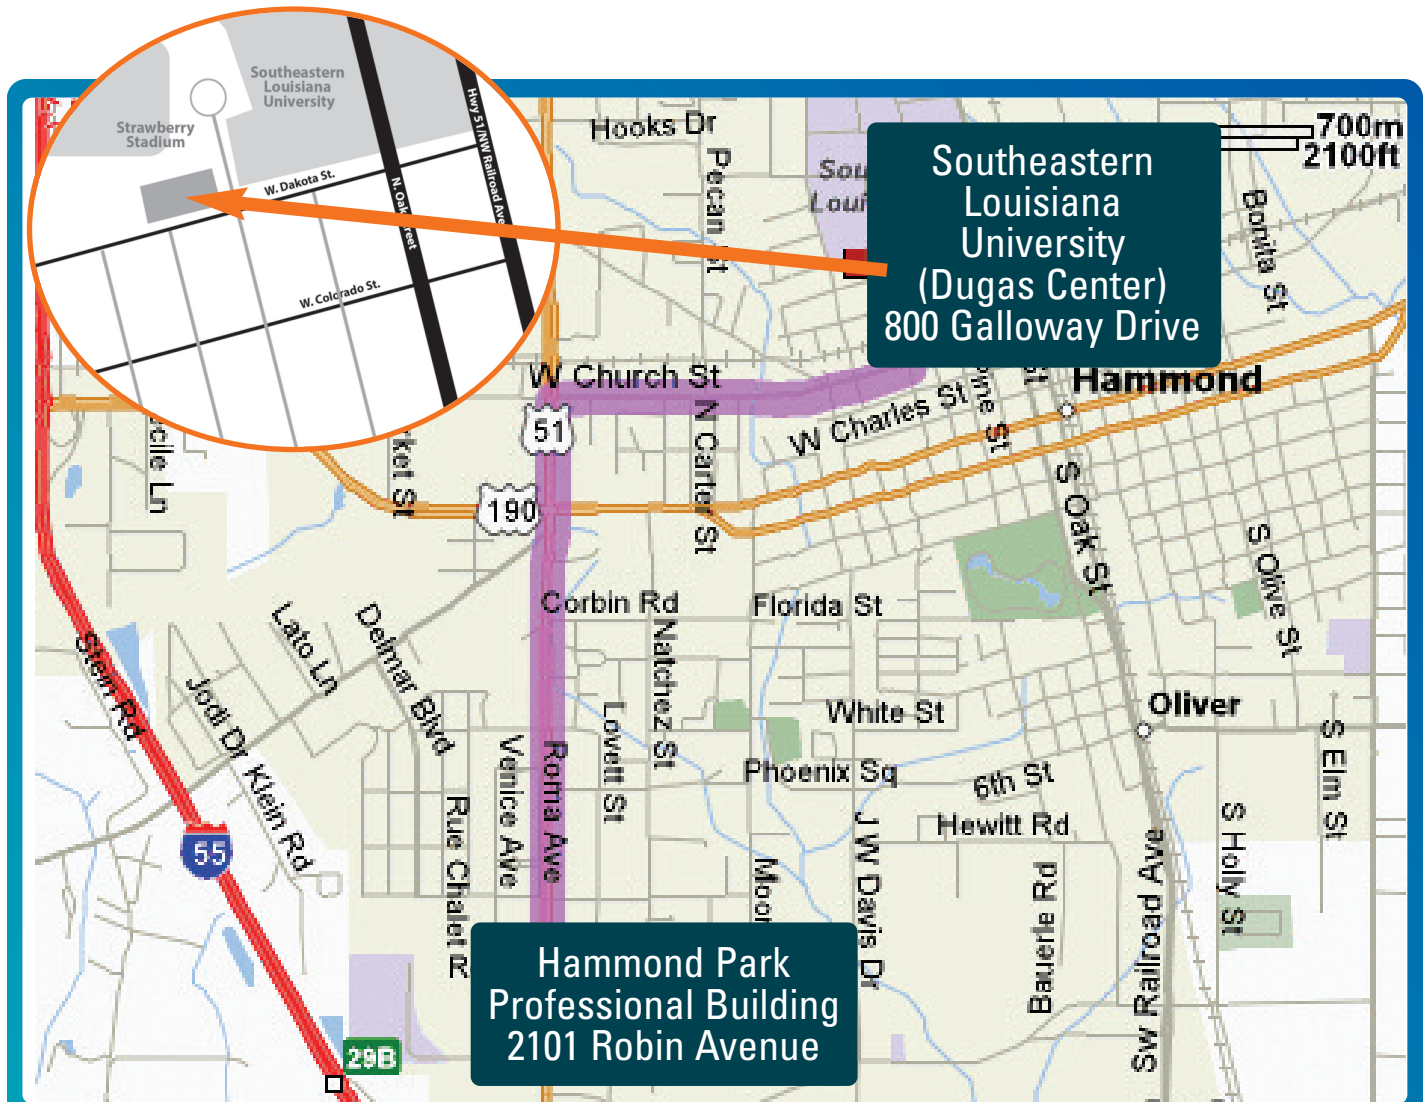 Southeastern
Louisiana
University
Strawberry
Stadium
W. Dakota St.
N. Oak Street
Hwy 51/NW Railroad Ave
W. Colorado St.
Hooks Dr
Pecan St
700m
2100ft
Bonita St
Southeastern
Louisiana
University
(Dugas Center)
800 Galloway Drive
W Church St
51
N Carter St
W Charles St
St
St
Hammond
190
S Oak St
S Olive St
Corbin Rd
Florida St
Lato Ln
Delmar Blvd
Natchez St
Stein Rd
Jodi Dr
Klein Rd
Lovett St
White St
Oliver
S Elm St
Venice Ave
Roma Ave
Phoenix Sq
6th St
Rue Chalet
Hewitt Rd
S Holly St
55
J W Davis Dr
Bauerle Rd
Sw Railroad Ave
Hammond Park
Professional Building
2101 Robin Avenue
29B